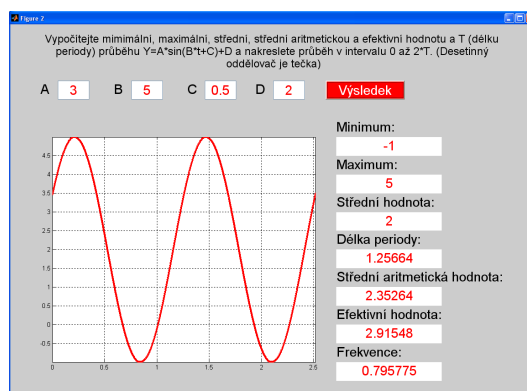 Figure 2
Vypočítejte mimimální, maximální, střední, střední aritmetickou a efektivní hodnotu a T (délku
periody) průběhu Y=A*sin(B*t+C)+D a nakreslete průběh v intervalu 0 až 2*T. (Desetinný
oddělovač je tečka)
A 3 B 5 C 0.5 D 2 Výsledek
Minimum:
-1
Maximum:
5
Střední hodnota:
2
Délka periody:
1.25664
Střední aritmetická hodnota:
2.35264
Efektivní hodnota:
2.91548
Frekvence:
0.795775
4.5
4
3.5
3
2.5
2
1.5
1
0.5
0
-0.5
0 0.5 1 1.5 2 2.5